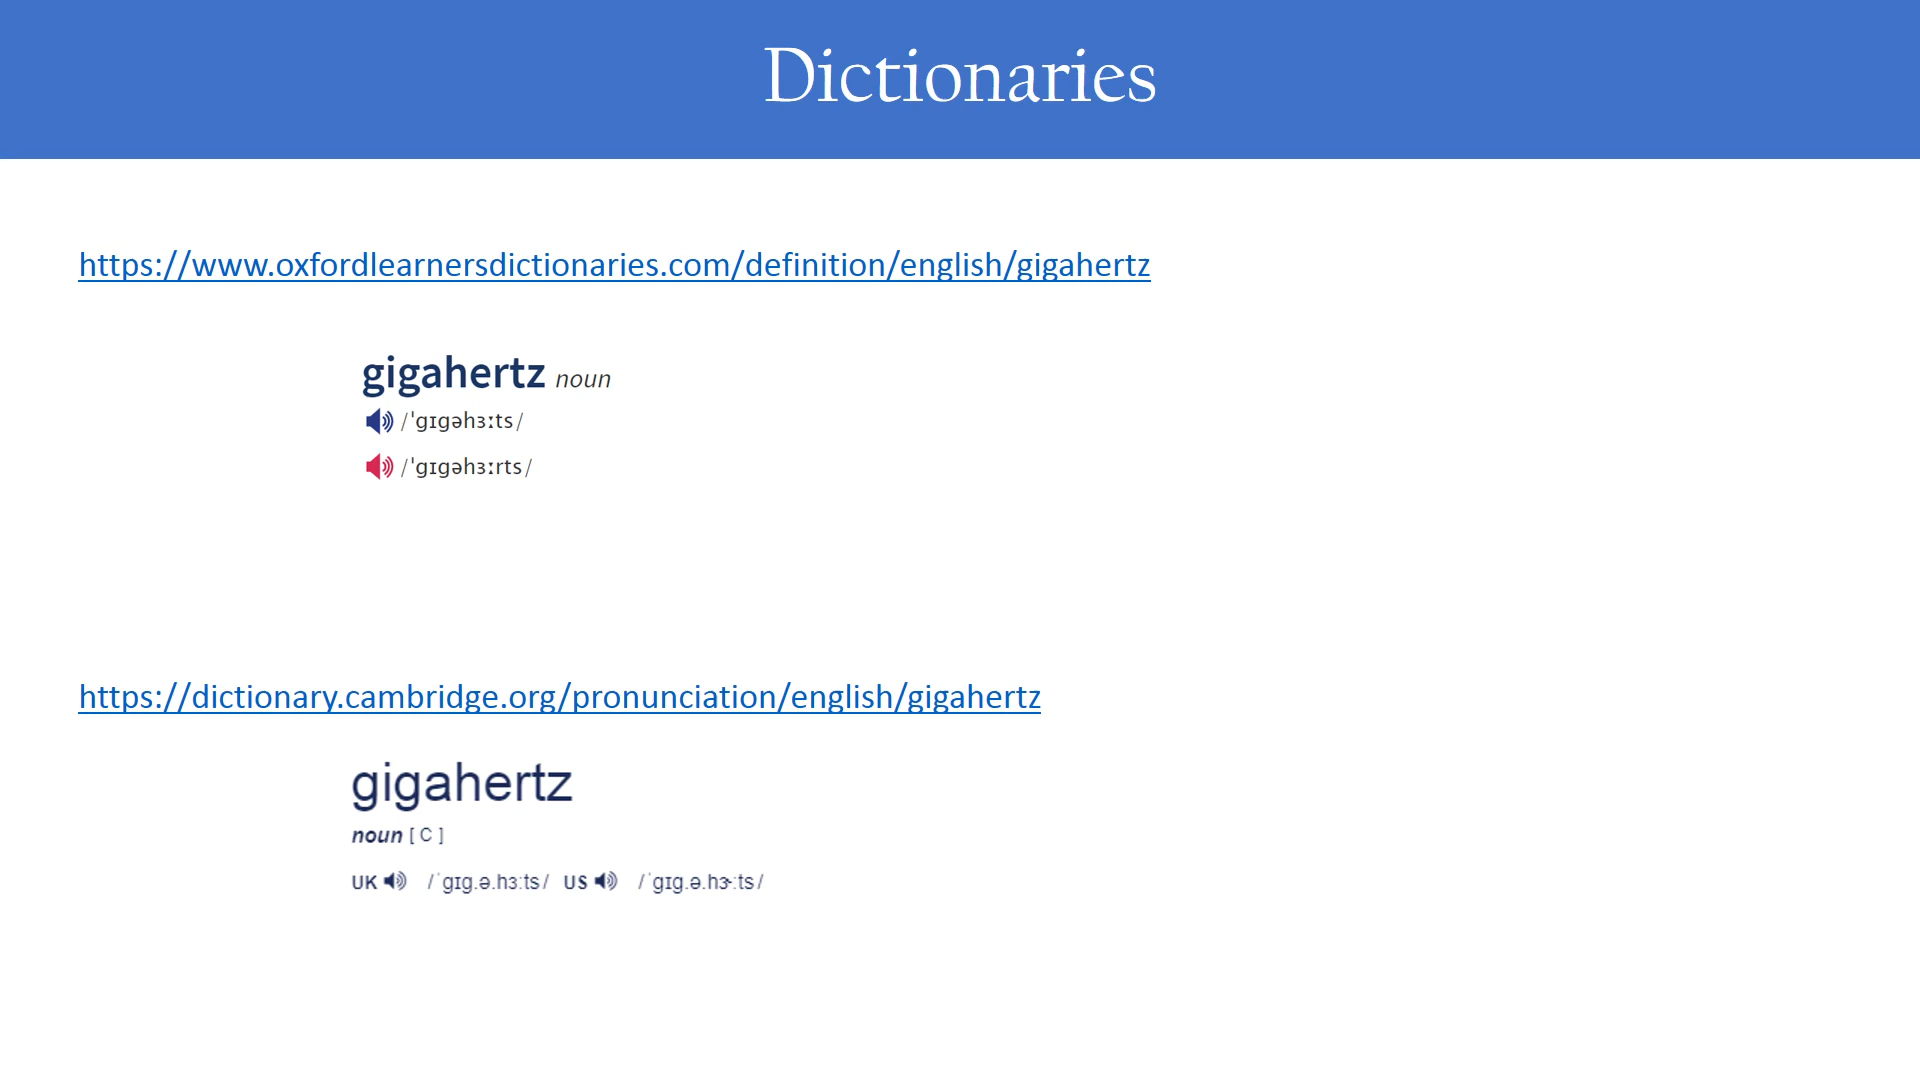 Dictionaries
https://www.oxfordlearnersdictionaries.com/definition/english/gigahertz
gigahertz noun
/ˈɡɪɡəhɜːts/
/ˈɡɪɡəhɜːrts/
https://dictionary.cambridge.org/pronunciation/english/gigahertz
gigahertz
noun [ C ]
UK /ˈɡɪɡ.ə.hɜːts/ US /ˈɡɪɡ.ə.hɝːts/